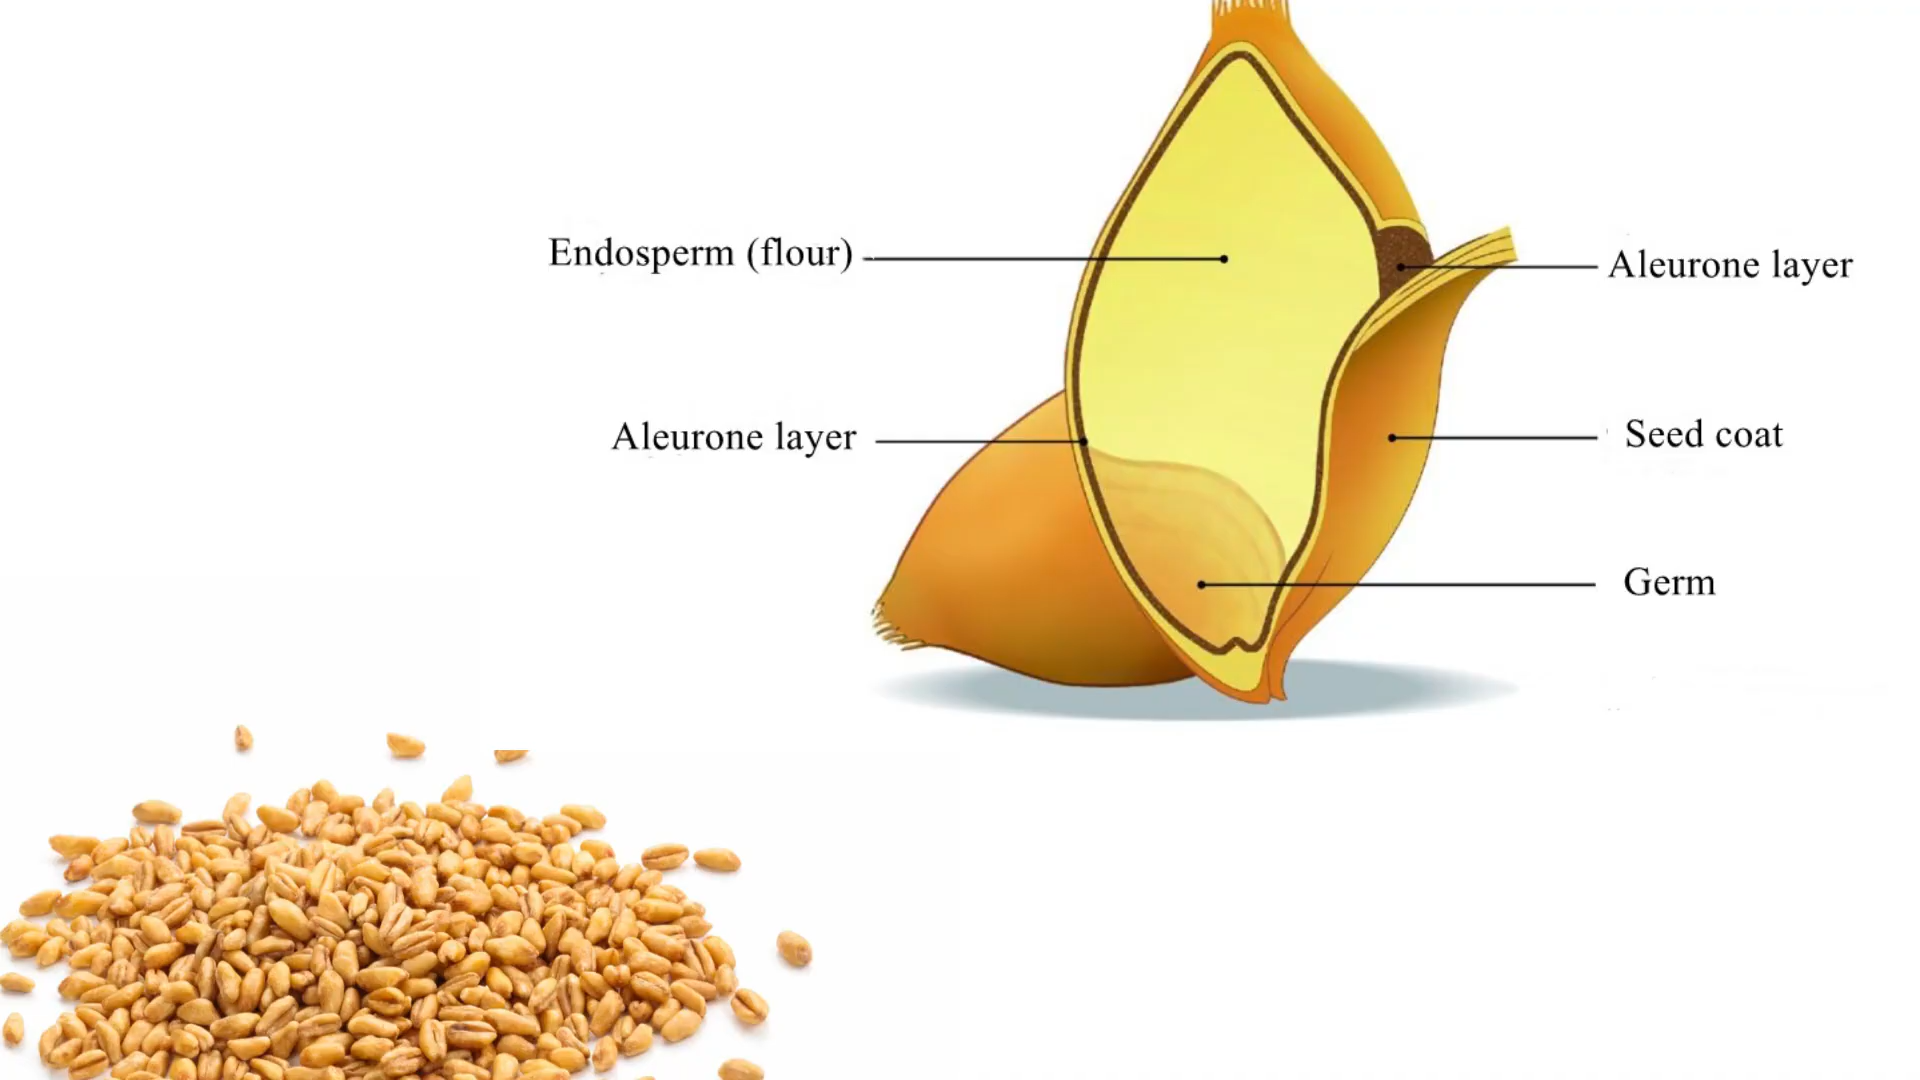 Endosperm (flour)
Aleurone layer
Aleurone layer
Seed coat
Germ